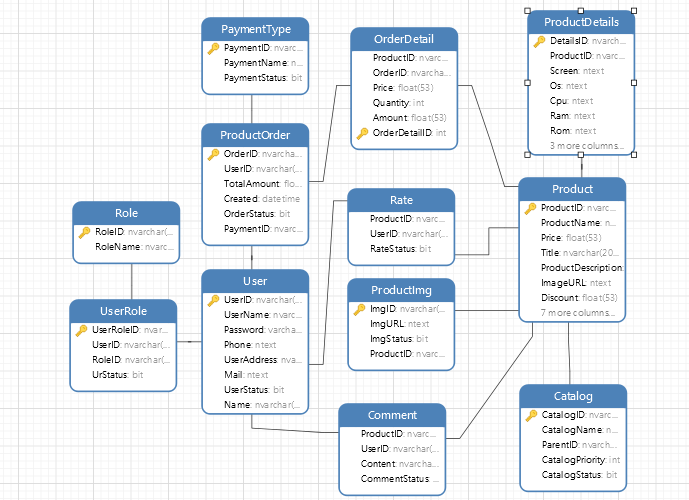 PaymentType
PaymentID: nvarc...
PaymentName: n...
PaymentStatus: bit
OrderDetail
ProductID: nvarc...
OrderID: nvarcha...
Price: float(53)
Quantity: int
Amount: float(53)
OrderDetailID: int
ProductDetails
DetailsID: nvarch...
ProductID: nvarc...
Screen: ntext
Os: ntext
Cpu: ntext
Ram: ntext
Rom: ntext
3 more columns...
ProductOrder
OrderID: nvarcha...
UserID: nvarchar(...
TotalAmount: flo...
Created: datetime
OrderStatus: bit
PaymentID: nvarc...
Role
RoleID: nvarchar(...
RoleName: nvarc...
Rate
ProductID: nvarc...
UserID: nvarchar(...
RateStatus: bit
Product
ProductID: nvarc...
ProductName: n...
Price: float(53)
Title: nvarchar(20...
ProductDescription:
ImageURL: ntext
Discount: float(53)
7 more columns...
UserRole
UserRoleID: nvar...
UserID: nvarchar(...
RoleID: nvarchar(...
UrStatus: bit
User
UserID: nvarchar(...
UserName: nvarc...
Password: varcha...
Phone: ntext
UserAddress: nva...
Mail: ntext
UserStatus: bit
Name: nvarchar(...
ProductImg
ImgID: nvarchar(...
ImgURL: ntext
ImgStatus: bit
ProductID: nvarc...
Comment
ProductID: nvarc...
UserID: nvarchar(...
Content: nvarcha...
CommentStatus: ...
Catalog
CatalogID: nvarc...
CatalogName: n...
ParentID: nvarch...
CatalogPriority: int
CatalogStatus: bit